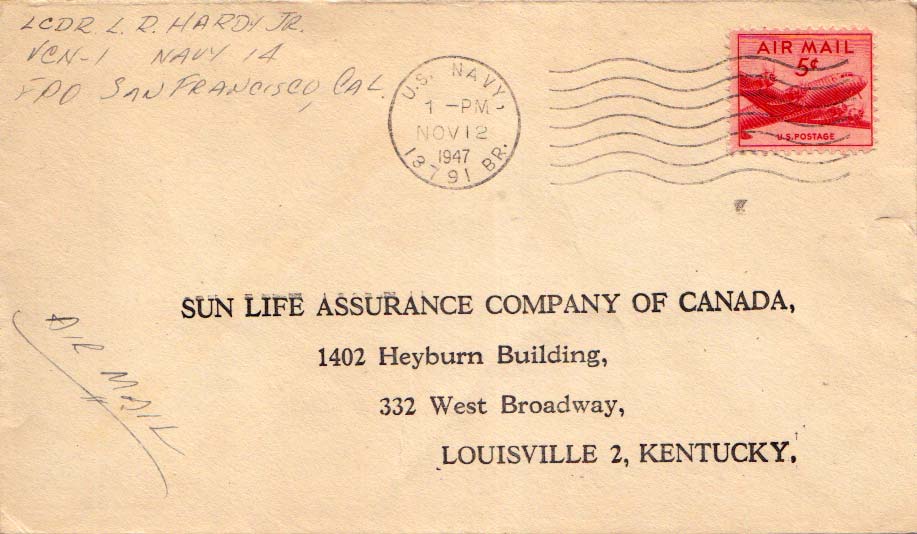 LCDR. L. R. HARDY JR.
VCN-1 NAVY 14
FPO SAN FRANCISCO, CAL.
U.S. NAVY,
1 -PM
NOV 12
1947
13791 BR.
AIR MAIL
5¢
U.S. POSTAGE
SUN LIFE ASSURANCE COMPANY OF CANADA,
1402 Heyburn Building,
332 West Broadway,
LOUISVILLE 2, KENTUCKY.
AIR MAIL